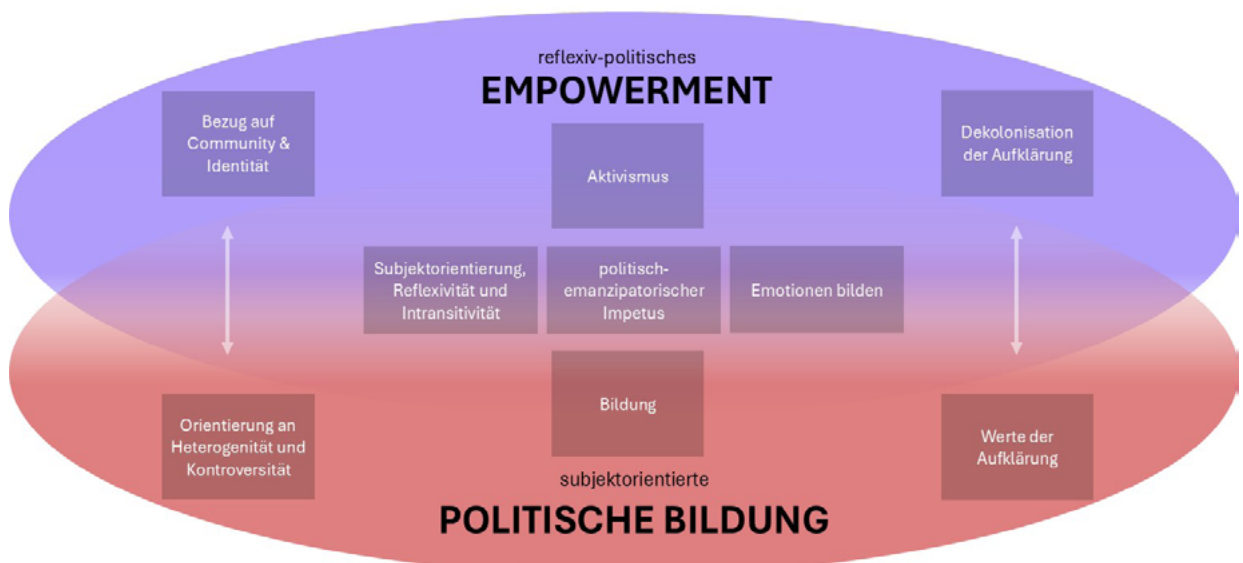 reflexiv-politisches
EMPOWERMENT
Bezug auf
Community &
Identität
Aktivismus
Dekolonisation
der Aufklärung
Subjektorientierung,
Reflexivität und
Intransitivität
politisch-
emanzipatorischer
Impetus
Emotionen bilden
Orientierung an
Heterogenität und
Kontroversität
Bildung
Werte der
Aufklärung
subjektorientierte
POLITISCHE BILDUNG